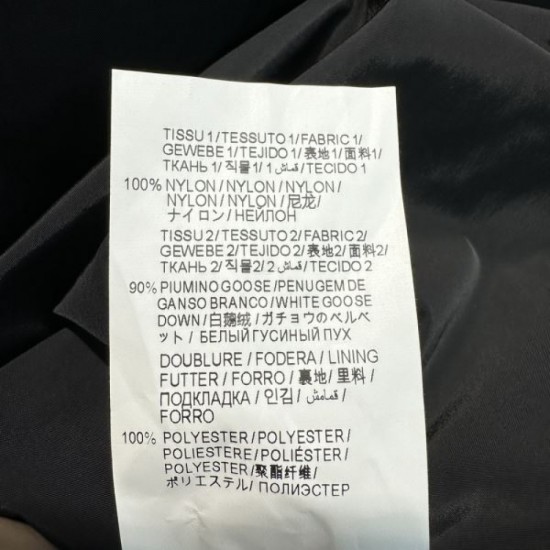 TISSU 1/TESSUTO 1/FABRIC 1/
GEWEBE 1/TEJIDO 1/表地1/面料1/
ТКАНЬ 1/직물1/1 قماش/TECIDO 1
100% NYLON/NYLON/NYLON/
NYLON/NYLON/尼龙/
ナイロン/НЕЙЛОН
TISSU 2/TESSUTO 2/FABRIC 2/
GEWEBE 2/TEJIDO 2/表地2/面料2/
ТКАНЬ 2/직물2/2 قماش/TECIDO 2
90% PIUMINO GOOSE/PENUGEM DE
GANSO BRANCO/WHITE GOOSE
DOWN/白鹅绒/ガチョウのベルベ
ット/БЕЛЫЙ ГУСИНЫЙ ПУХ
DOUBLURE/FODERA/LINING
FUTTER/FORRO/裏地/里料/
ПОДКЛАДКА/인김/قماش/
FORRO
100% POLYESTER/POLYESTER/
POLIESTERE/POLIÉSTER/
POLYESTER/聚酯纤维/
ポリエステル/ПОЛИЭСТЕР